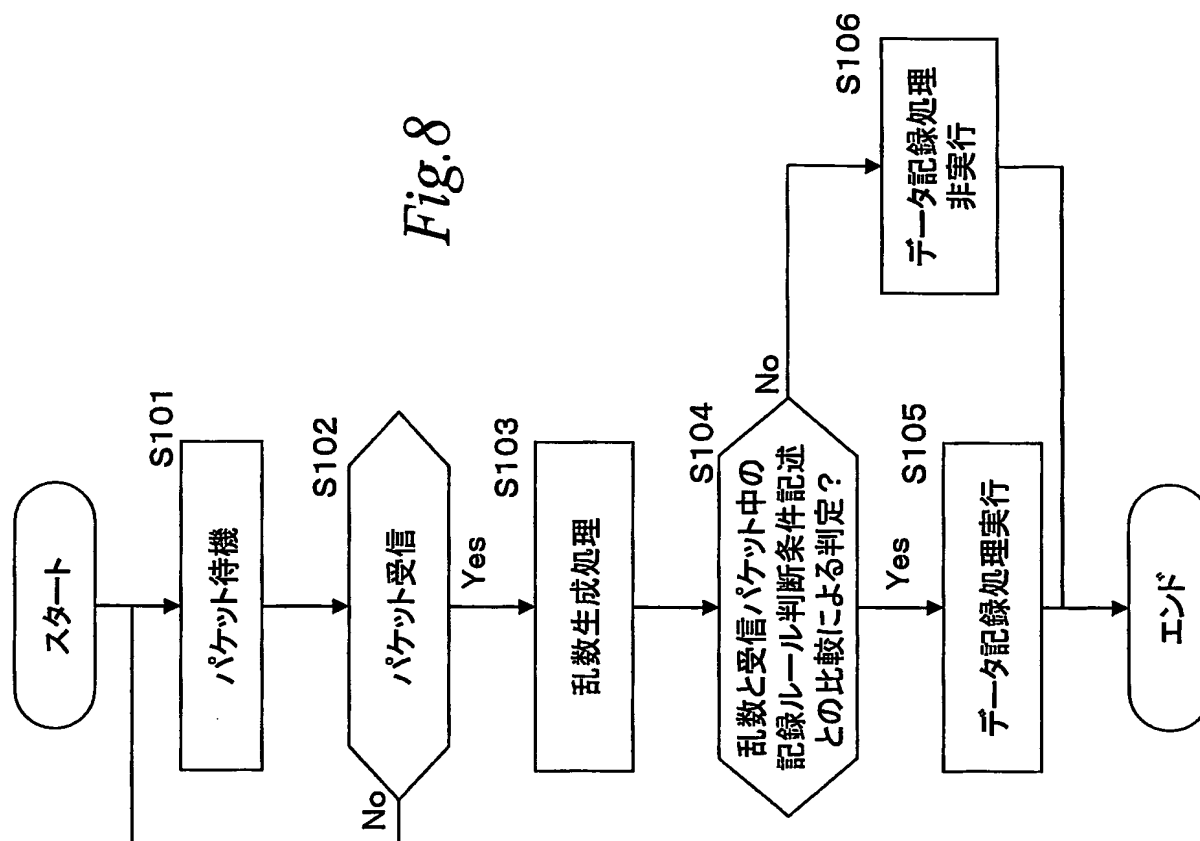 Fig.8
スタート
S101
パケット待機
S102
パケット受信
No
Yes
S103
乱数生成処理
S104
乱数と受信パケット中の
記録ルール判断条件記述
との比較による判定？
No
Yes
S105
データ記録処理実行
S106
データ記録処理
非実行
エンド